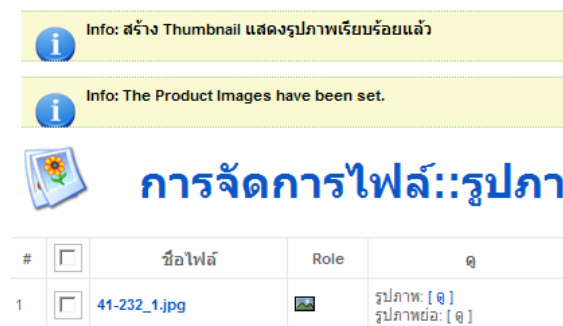 Info: สร้าง Thumbnail แสดงรูปภาพเรียบร้อยแล้ว
Info: The Product Images have been set.
การจัดการไฟล์::รูปภา
# ชื่อไฟล์ Role ดู
1 41-232_1.jpg รูปภาพ: [ ดู ]
รูปภาพย่อ: [ ดู ]